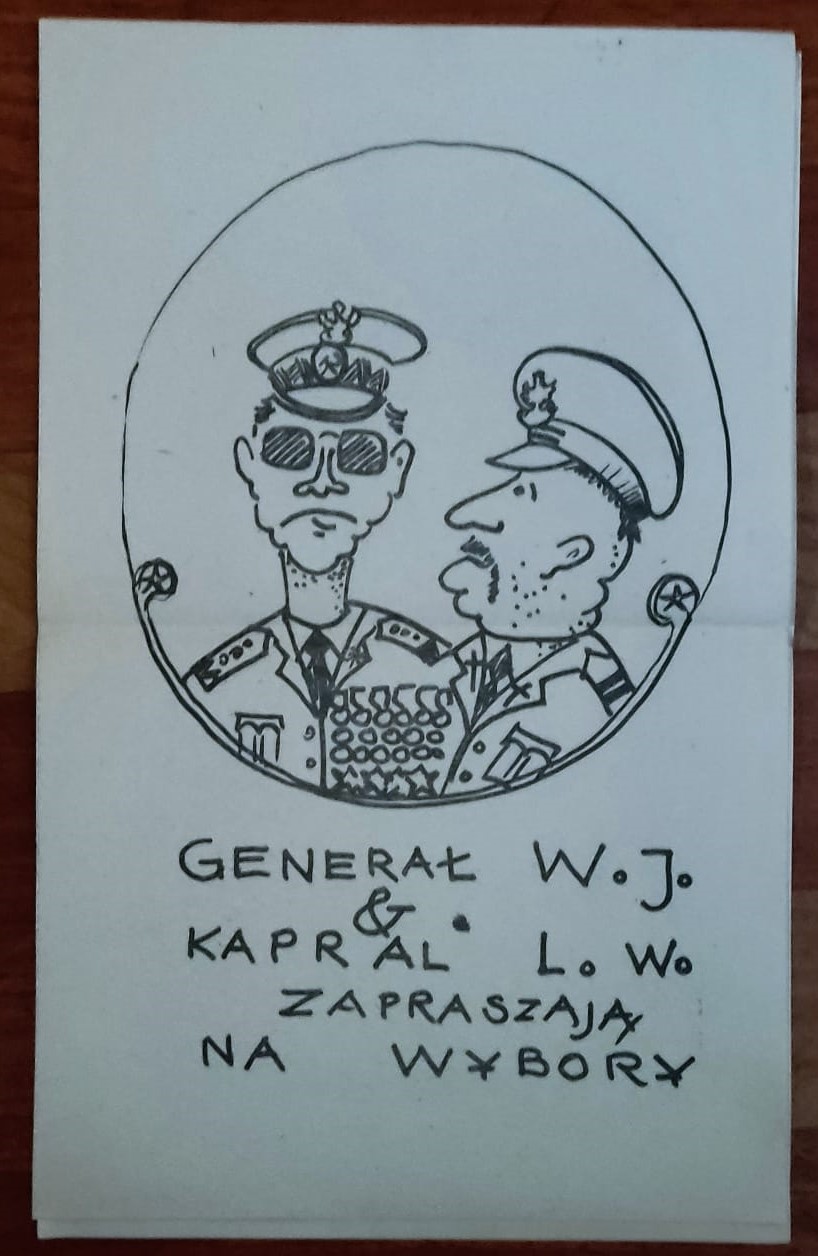 GENERAŁ W. J.
&
KAPRAL L. W.
ZAPRASZAJĄ
NA WYBORY